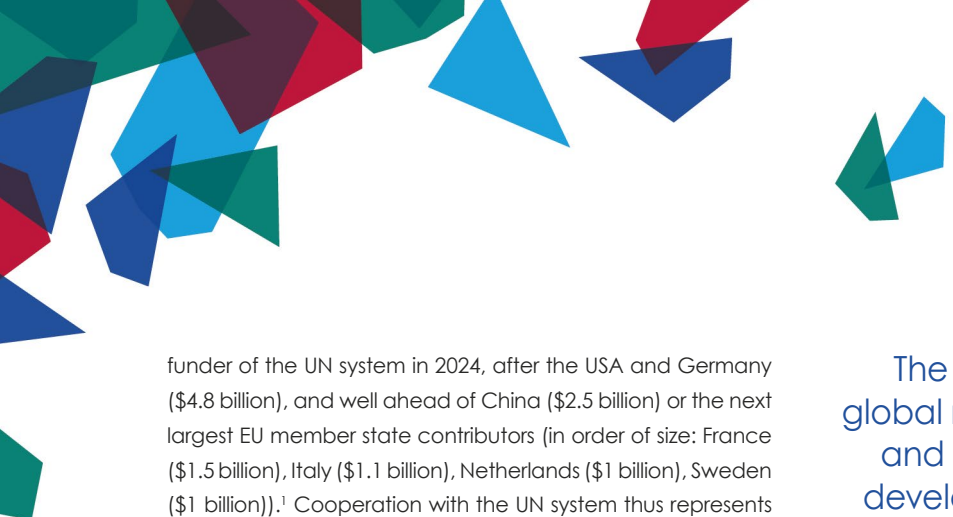 funder of the UN system in 2024, after the USA and Germany
($4.8 billion), and well ahead of China ($2.5 billion) or the next
largest EU member state contributors (in order of size: France
($1.5 billion), Italy ($1.1 billion), Netherlands ($1 billion), Sweden
($1 billion)).¹ Cooperation with the UN system thus represents
The
global
and